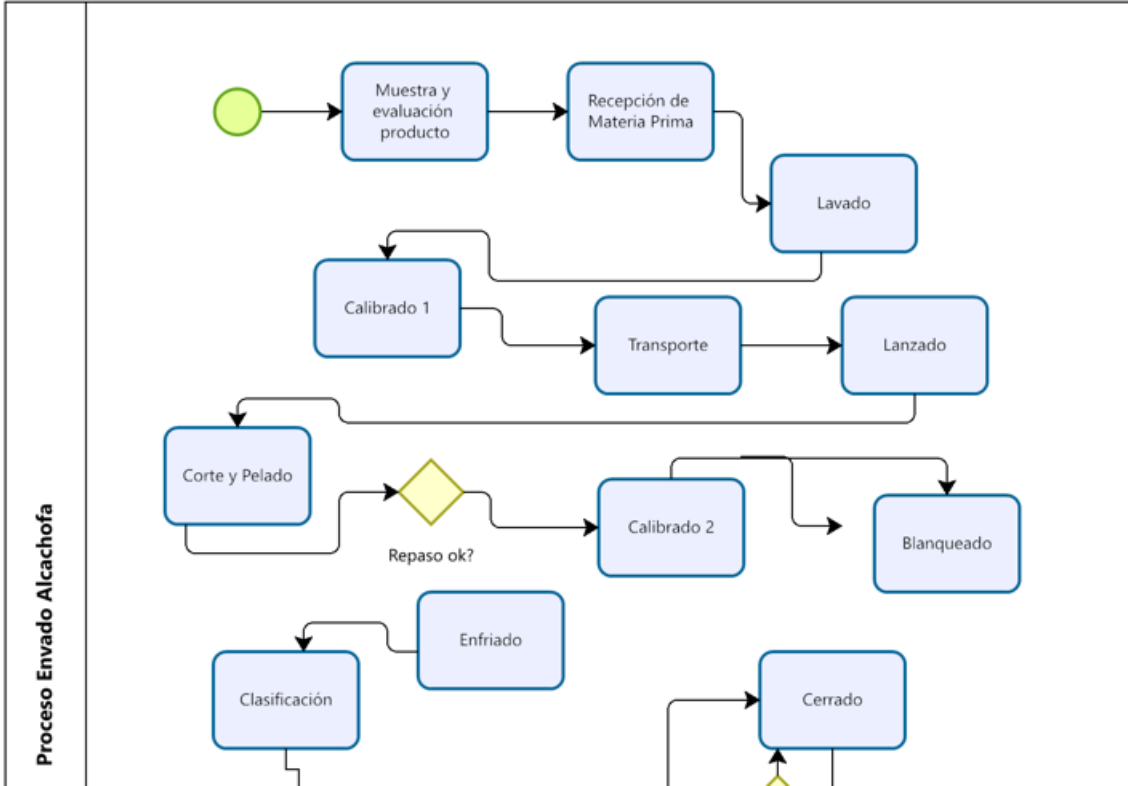 Proceso Envado Alcachofa
Muestra y
evaluación
producto
Recepción de
Materia Prima
Lavado
Calibrado 1
Transporte
Lanzado
Corte y Pelado
Repaso ok?
Calibrado 2
Blanqueado
Enfriado
Clasificación
Cerrado